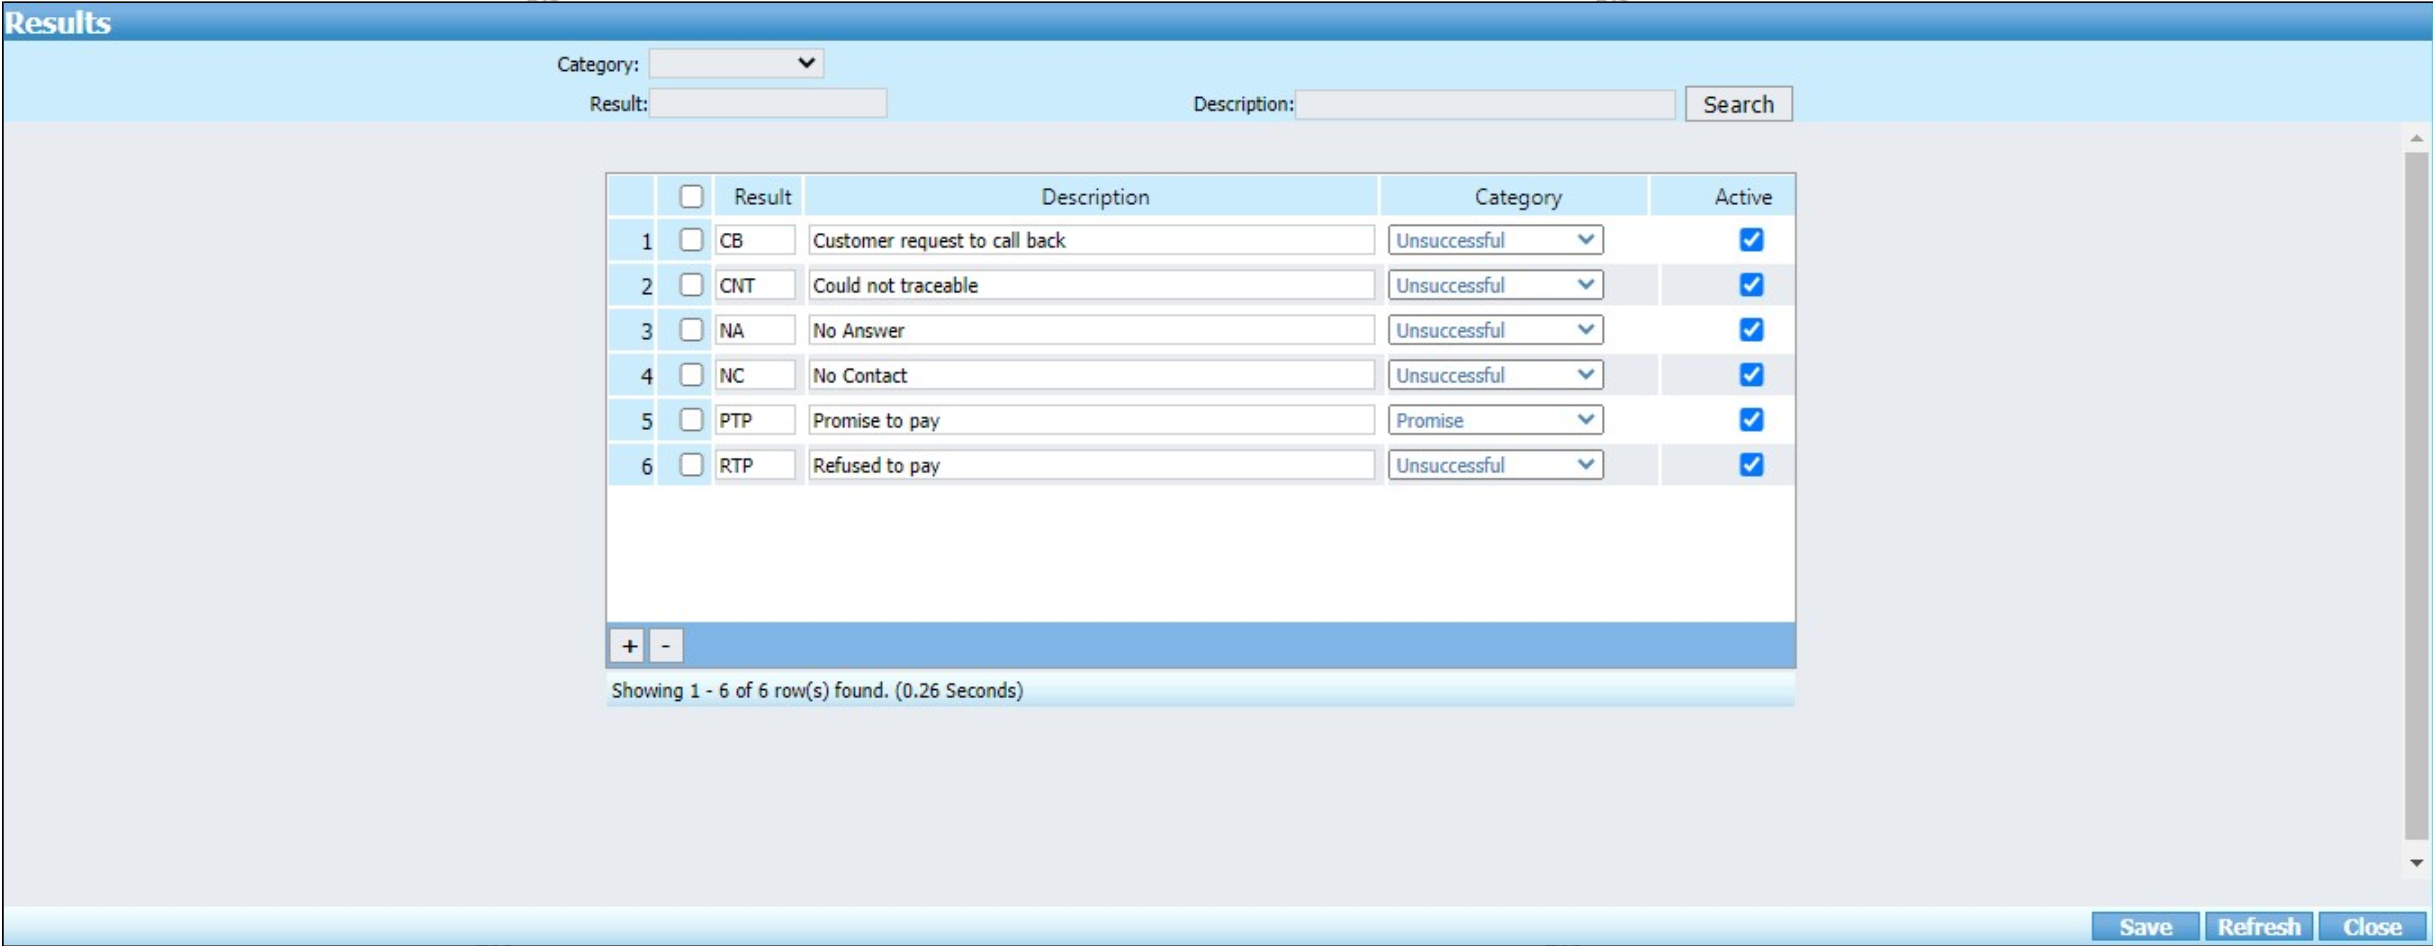 Results
Category:
Result: Description: Search
Result Description Category Active
1 CB Customer request to call back Unsuccessful
2 CNT Could not traceable Unsuccessful
3 NA No Answer Unsuccessful
4 NC No Contact Unsuccessful
5 PTP Promise to pay Promise
6 RTP Refused to pay Unsuccessful
+ -
Showing 1 - 6 of 6 row(s) found. (0.26 Seconds)
Save Refresh Close